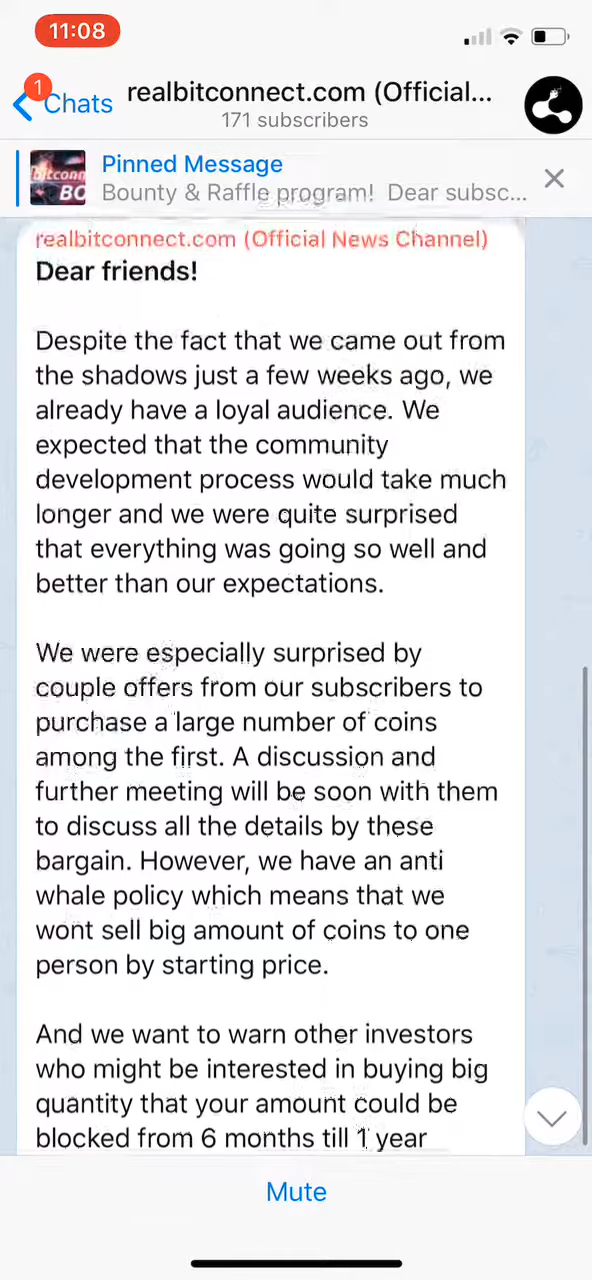 11:08
1
Chats
realbitconnect.com (Official...
171 subscribers
Pinned Message
Bounty & Raffle program!  Dear subsc...
realbitconnect.com (Official News Channel)
Dear friends!
Despite the fact that we came out from
the shadows just a few weeks ago, we
already have a loyal audience. We
expected that the community
development process would take much
longer and we were quite surprised
that everything was going so well and
better than our expectations.
We were especially surprised by
couple offers from our subscribers to
purchase a large number of coins
among the first. A discussion and
further meeting will be soon with them
to discuss all the details by these
bargain. However, we have an anti
whale policy which means that we
wont sell big amount of coins to one
person by starting price.
And we want to warn other investors
who might be interested in buying big
quantity that your amount could be
blocked from 6 months till 1 year
Mute